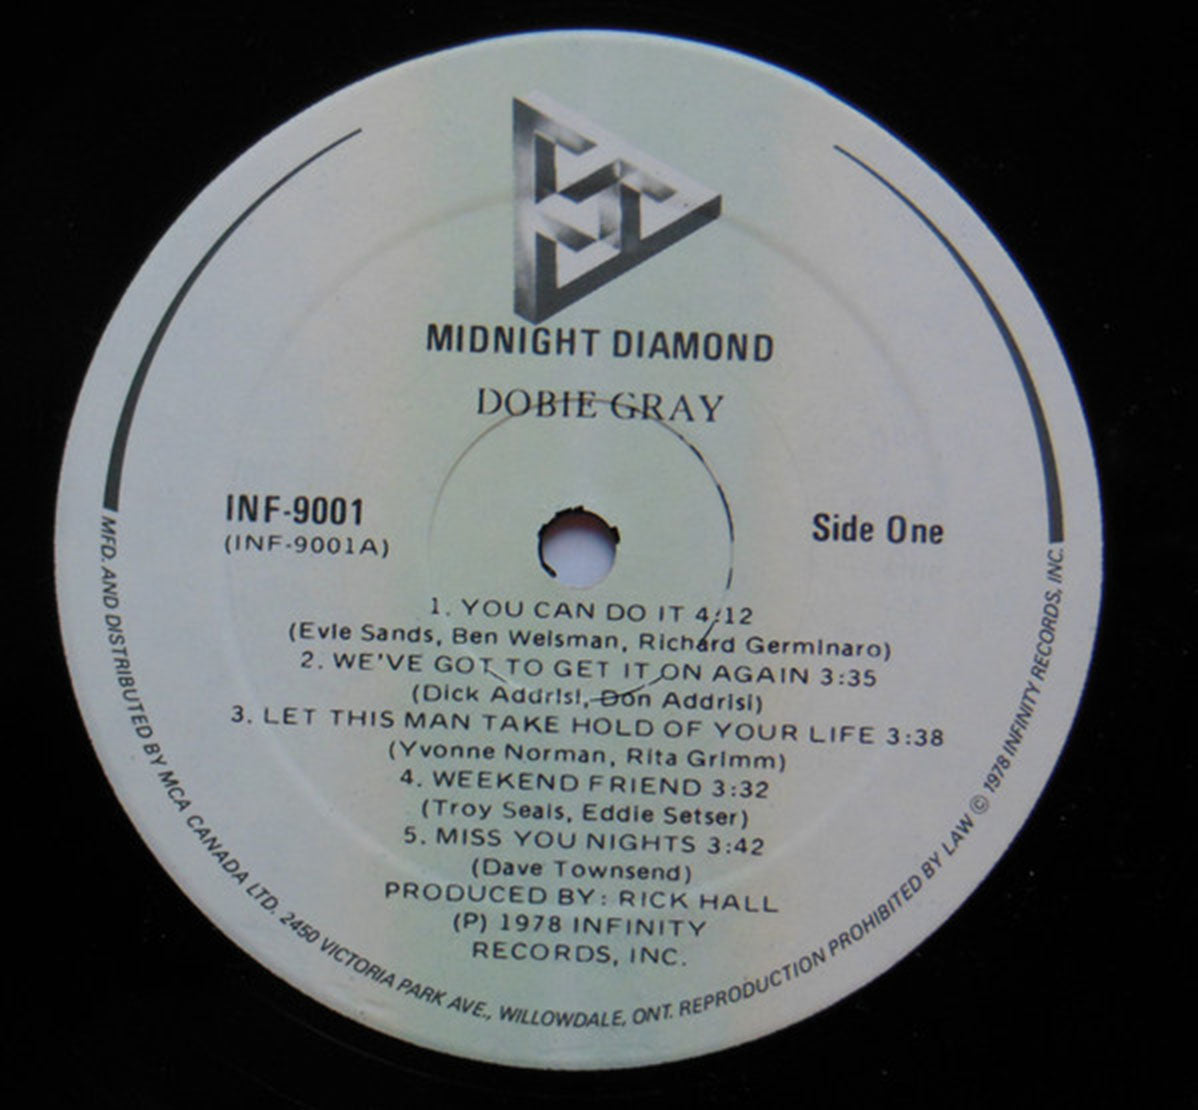 MIDNIGHT DIAMOND
DOBIE GRAY
INF-9001
(INF-9001A)
Side One
1. YOU CAN DO IT 4:12
(Evie Sands, Ben Weisman, Richard Germinaro)
2. WE'VE GOT TO GET IT ON AGAIN 3:35
(Dick Addrisi, Don Addrisi)
3. LET THIS MAN TAKE HOLD OF YOUR LIFE 3:38
(Yvonne Norman, Rita Grimm)
4. WEEKEND FRIEND 3:32
(Troy Seals, Eddie Setser)
5. MISS YOU NIGHTS 3:42
(Dave Townsend)
PRODUCED BY: RICK HALL
(P) 1978 INFINITY
RECORDS, INC.
MFD. AND DISTRIBUTED BY MCA CANADA LTD. 2450 VICTORIA PARK AVE., WILLOWDALE, ONT. REPRODUCTION PROHIBITED BY LAW © 1978 INFINITY RECORDS, INC.